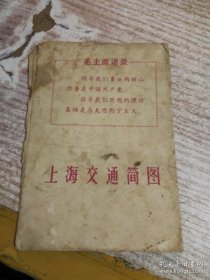 毛主席语录
领导我们事业的核心
力量是中国共产党。
指导我们思想的理论
基础是马克思列宁主义。
上海交通简图